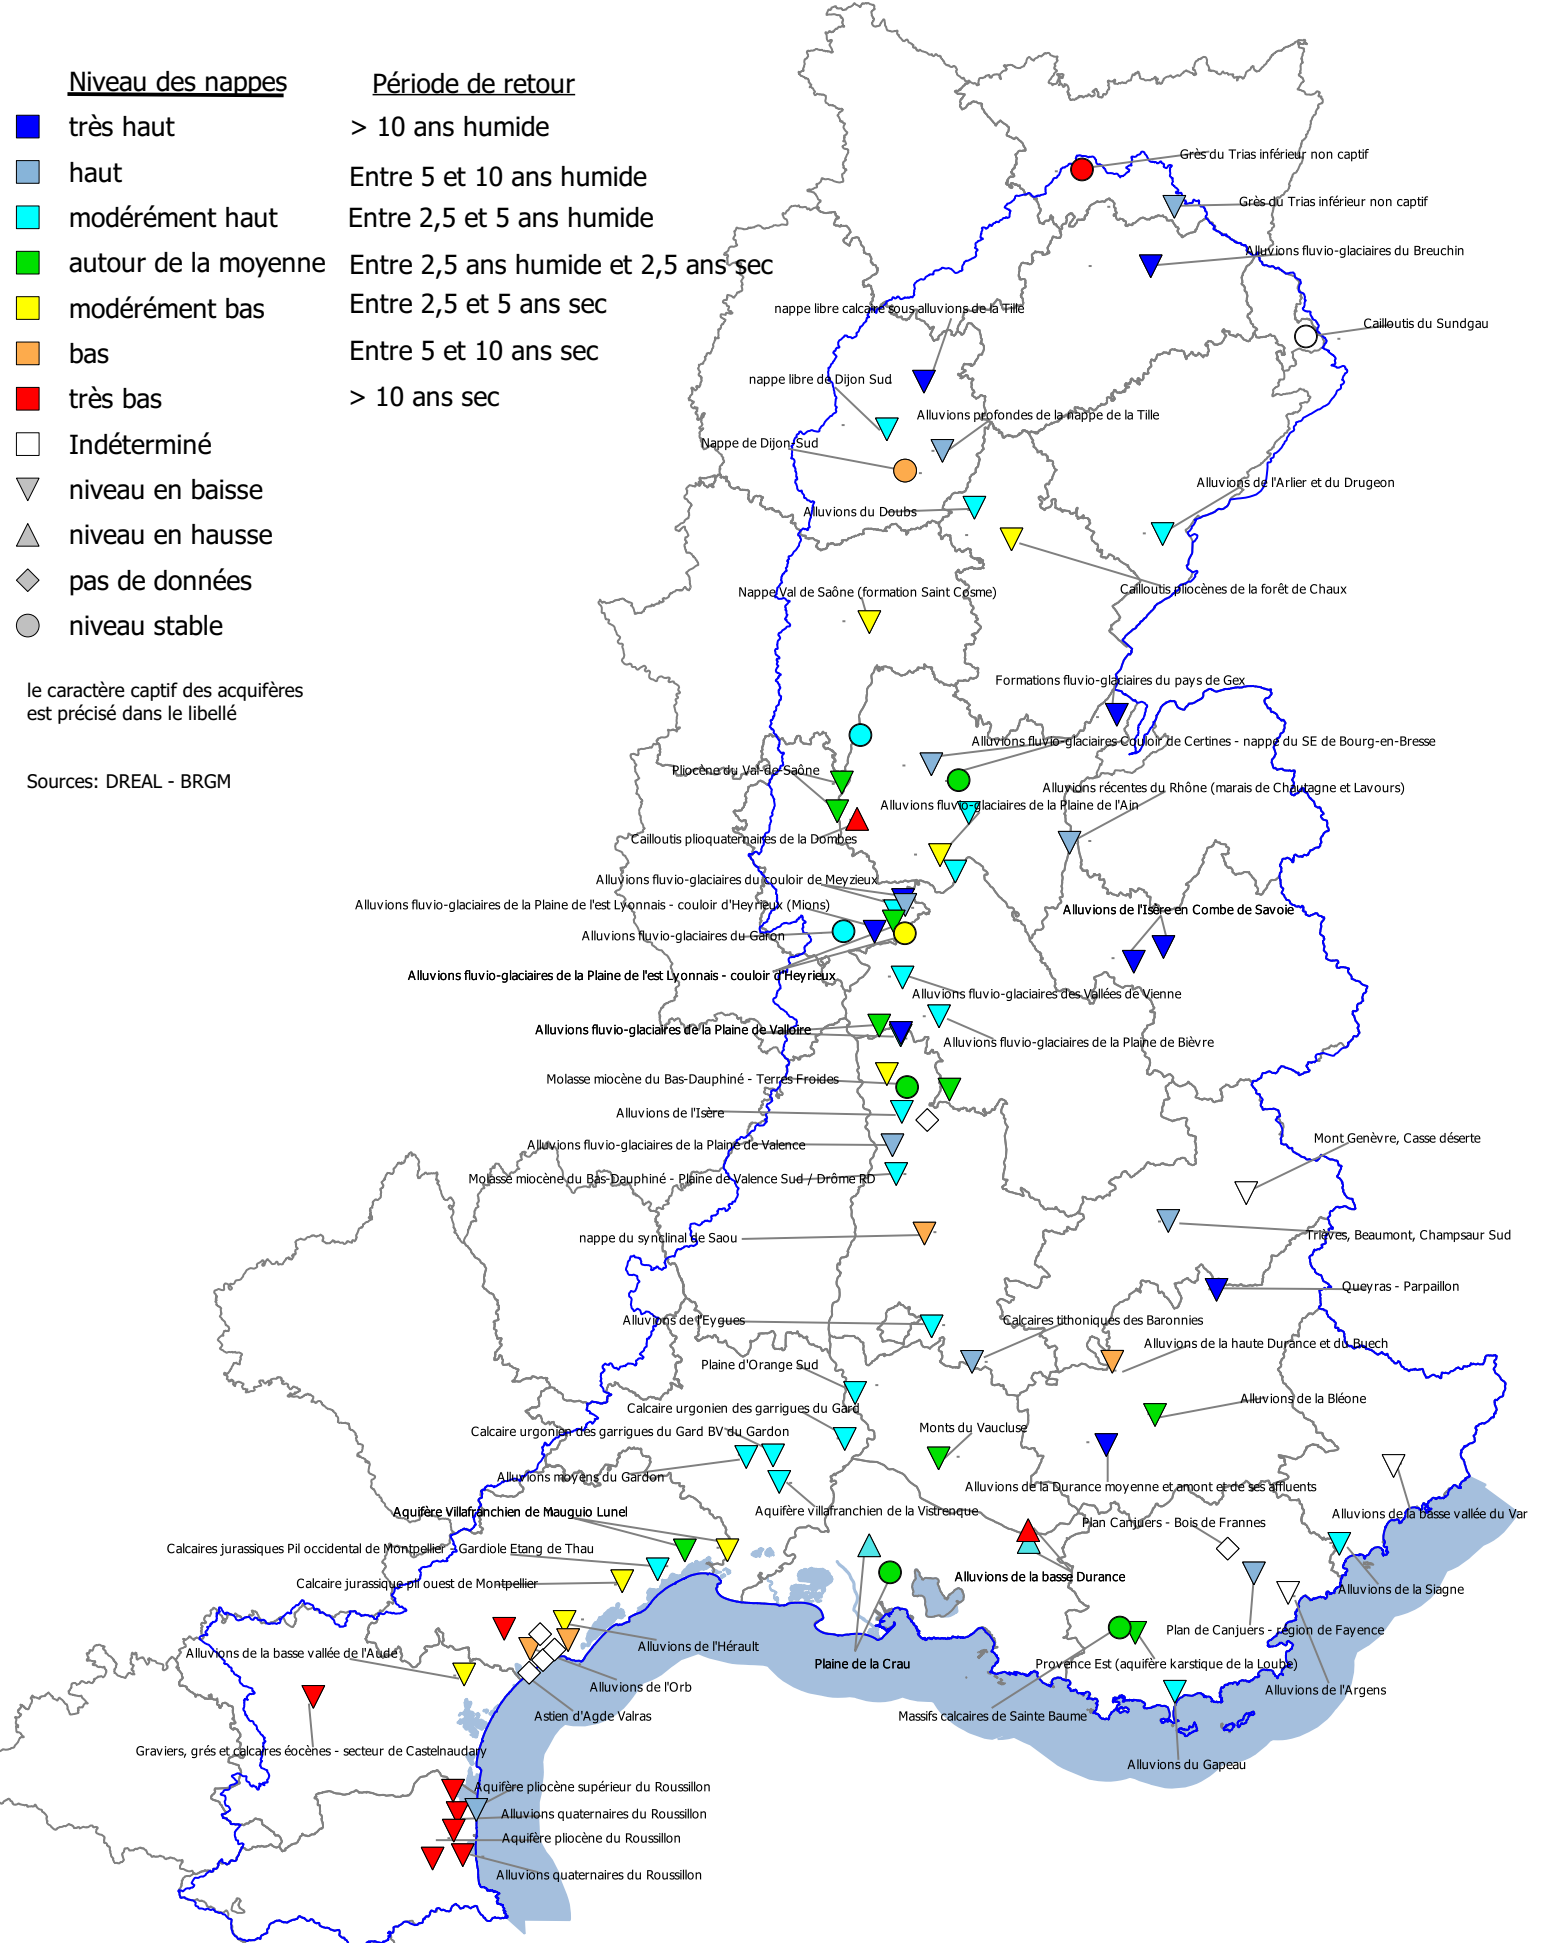 Niveau des nappes
Période de retour
très haut
> 10 ans humide
haut
Entre 5 et 10 ans humide
modérément haut
Entre 2,5 et 5 ans humide
autour de la moyenne
Entre 2,5 ans humide et 2,5 ans sec
modérément bas
Entre 2,5 et 5 ans sec
bas
Entre 5 et 10 ans sec
très bas
> 10 ans sec
Indéterminé
niveau en baisse
niveau en hausse
pas de données
niveau stable
le caractère captif des acquifères
est précisé dans le libellé
Sources: DREAL - BRGM
Grès du Trias inférieur non captif
Grès du Trias inférieur non captif
Alluvions fluvio-glaciaires du Breuchin
nappe libre calcaire sous alluvions de la Tille
Cailloutis du Sundgau
nappe libre de Dijon Sud
Alluvions profondes de la nappe de la Tille
Nappe de Dijon-Sud
Alluvions de l'Arlier et du Drugeon
Alluvions du Doubs
Cailloutis pliocènes de la forêt de Chaux
Nappe Val de Saône (formation Saint Cosme)
Formations fluvio-glaciaires du pays de Gex
Alluvions fluvio-glaciaires Couloir de Certines - nappe du SE de Bourg-en-Bresse
Pliocène du Val-de-Saône
Alluvions récentes du Rhône (marais de Chautagne et Lavours)
Alluvions fluvio-glaciaires de la Plaine de l'Ain
Cailloutis plioquaternaires de la Dombes
Alluvions fluvio-glaciaires du couloir de Meyzieux
Alluvions fluvio-glaciaires de la Plaine de l'est Lyonnais - couloir d'Heyrieux (Mions)
Alluvions de l'Isère en Combe de Savoie
Alluvions fluvio-glaciaires du Garon
Alluvions fluvio-glaciaires de la Plaine de l'est Lyonnais - couloir d'Heyrieux
Alluvions fluvio-glaciaires des Vallées de Vienne
Alluvions fluvio-glaciaires de la Plaine de Valloire
Alluvions fluvio-glaciaires de la Plaine de Bièvre
Molasse miocène du Bas-Dauphiné - Terres Froides
Alluvions de l'Isère
Mont Genèvre, Casse déserte
Alluvions fluvio-glaciaires de la Plaine de Valence
Molasse miocène du Bas-Dauphiné - Plaine de Valence Sud / Drôme RD
nappe du synclinal de Saou
Trièves, Beaumont, Champsaur Sud
Queyras - Parpaillon
Alluvions de l'Eygues
Calcaires tithoniques des Baronnies
Alluvions de la haute Durance et du Buech
Plaine d'Orange Sud
Alluvions de la Bléone
Calcaire urgonien des garrigues du Gard
Calcaire urgonien des garrigues du Gard BV du Gardon
Monts du Vaucluse
Alluvions moyens du Gardon
Alluvions de la Durance moyenne et amont et de ses affluents
Aquifère Villafranchien de Mauguio Lunel
Aquifère villafranchien de la Vistrenque
Alluvions de la basse vallée du Var
Plan Canjuers - Bois de Frannes
Calcaires jurassiques Pil occidental de Montpellier - Gardiole Etang de Thau
Calcaire jurassique pli ouest de Montpellier
Alluvions de la basse Durance
Alluvions de la Siagne
Plan de Canjuers - région de Fayence
Alluvions de l'Hérault
Alluvions de la basse vallée de l'Aude
Plaine de la Crau
Provence Est (aquifère karstique de la Loube)
Alluvions de l'Orb
Alluvions de l'Argens
Astien d'Agde Valras
Massifs calcaires de Sainte Baume
Graviers, grés et calcaires éocènes - secteur de Castelnaudary
Alluvions du Gapeau
Aquifère pliocène supérieur du Roussillon
Alluvions quaternaires du Roussillon
Aquifère pliocène du Roussillon
Alluvions quaternaires du Roussillon